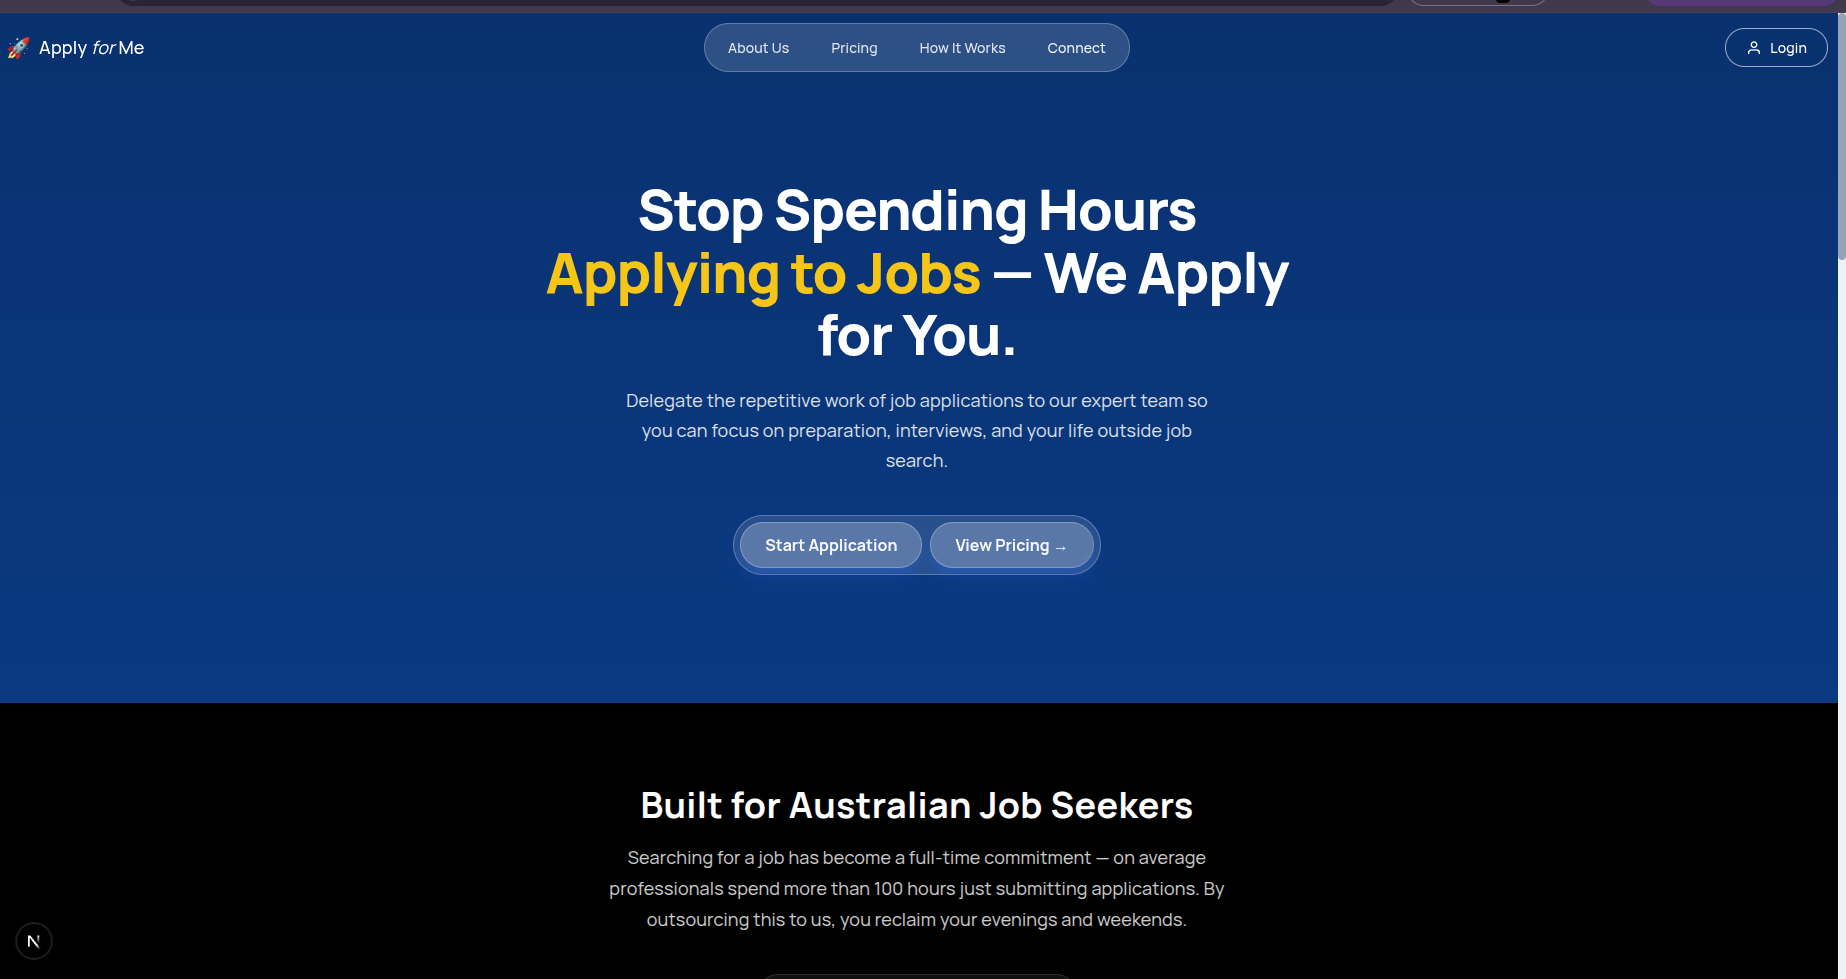 🚀 Apply for Me
About Us
Pricing
How It Works
Connect
Login
Stop Spending Hours
Applying to Jobs — We Apply
for You.
Delegate the repetitive work of job applications to our expert team so
you can focus on preparation, interviews, and your life outside job
search.
Start Application
View Pricing →
Built for Australian Job Seekers
Searching for a job has become a full-time commitment — on average
professionals spend more than 100 hours just submitting applications. By
outsourcing this to us, you reclaim your evenings and weekends.
N